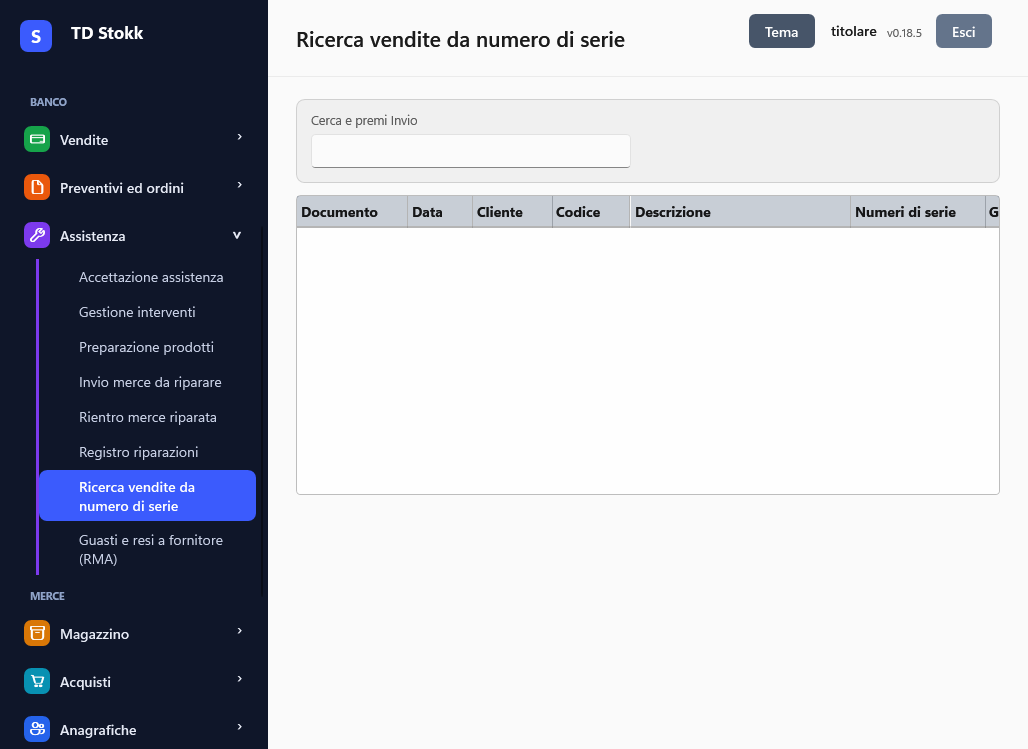 S
TD Stokk
BANCO
Vendite
Preventivi ed ordini
Assistenza
Accettazione assistenza
Gestione interventi
Preparazione prodotti
Invio merce da riparare
Rientro merce riparata
Registro riparazioni
Ricerca vendite da
numero di serie
Guasti e resi a fornitore
(RMA)
MERCE
Magazzino
Acquisti
Anagrafiche
Ricerca vendite da numero di serie
Tema
titolare
v0.18.5
Esci
Cerca e premi Invio
Documento Data Cliente Codice Descrizione Numeri di serie G